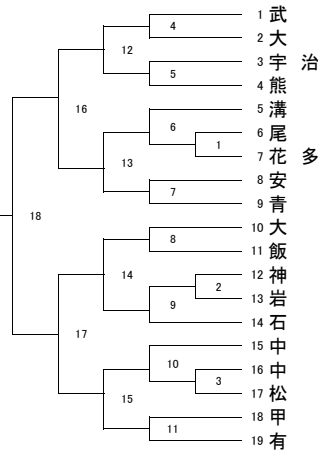 1 武
4
2 大
12
3 宇 治
5
4 熊
16
5 溝
6
6 尾
1
13
7 花 多
8 安
7
9 青
18
10 大
8
11 飯
14
12 神
2
13 岩
9
14 石
17
15 中
10
16 中
3
15
17 松
18 甲
11
19 有